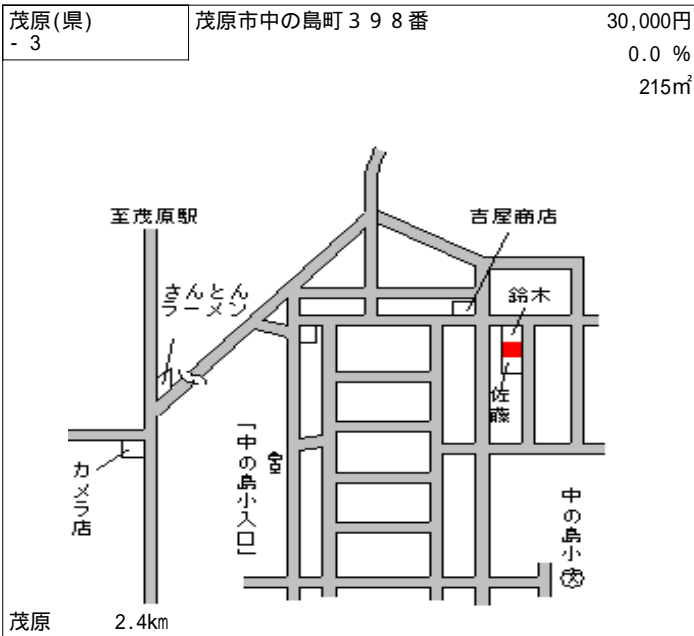 茂原(県)
- 3
茂原市中の島町３９８番
30,000円
0.0 %
215㎡
至茂原駅
吉屋商店
さんとん
ラーメン
鈴木
佐藤
カメラ店
「中の島小入口」
中の島小
文
茂原 2.4km